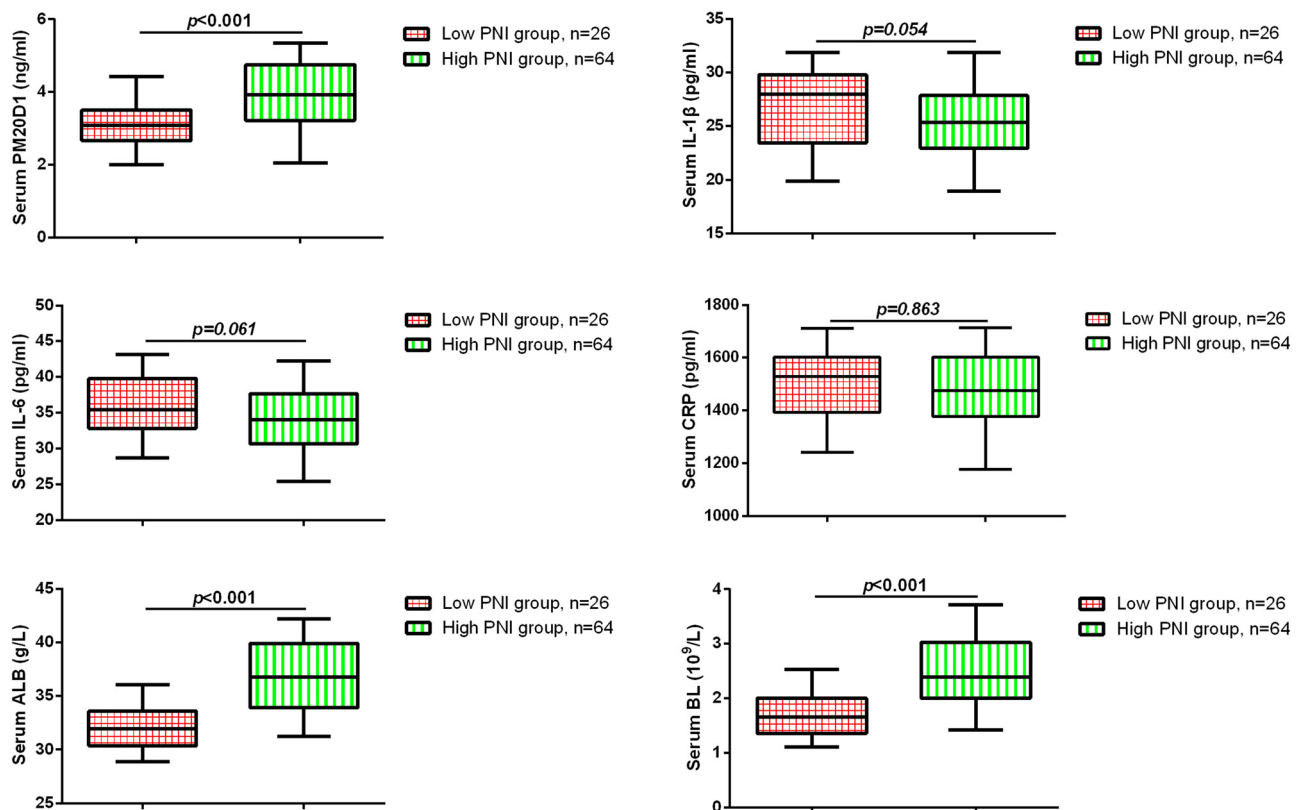 Serum PM20D1 (ng/ml)
6
4
2
0
p<0.001
Low PNI group, n=26
High PNI group, n=64
Serum IL-1β (pg/ml)
35
30
25
20
15
p=0.054
Low PNI group, n=26
High PNI group, n=64
Serum IL-6 (pg/ml)
50
45
40
35
30
25
20
p=0.061
Low PNI group, n=26
High PNI group, n=64
Serum CRP (pg/ml)
1800
1600
1400
1200
1000
p=0.863
Low PNI group, n=26
High PNI group, n=64
Serum ALB (g/L)
45
40
35
30
25
p<0.001
Low PNI group, n=26
High PNI group, n=64
Serum BL (10⁹/L)
4
3
2
1
0
p<0.001
Low PNI group, n=26
High PNI group, n=64